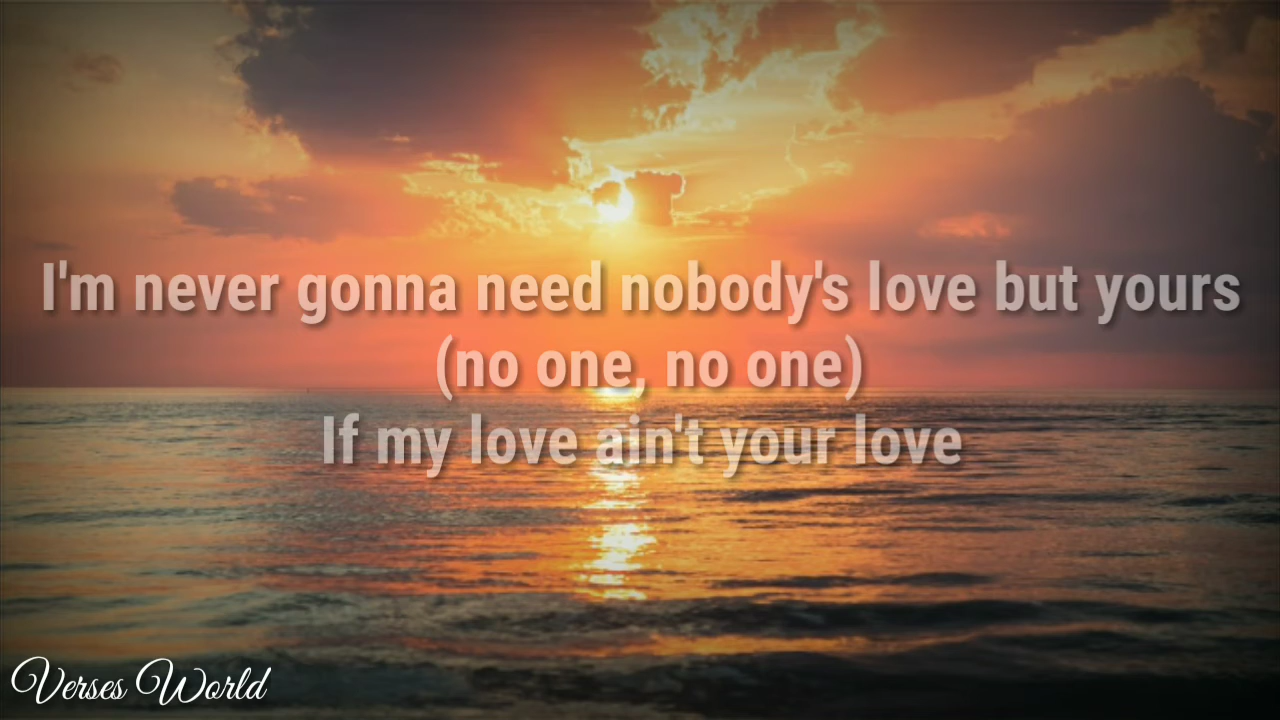 I'm never gonna need nobody's love but yours
(no one, no one)
If my love ain't your love
Verses World